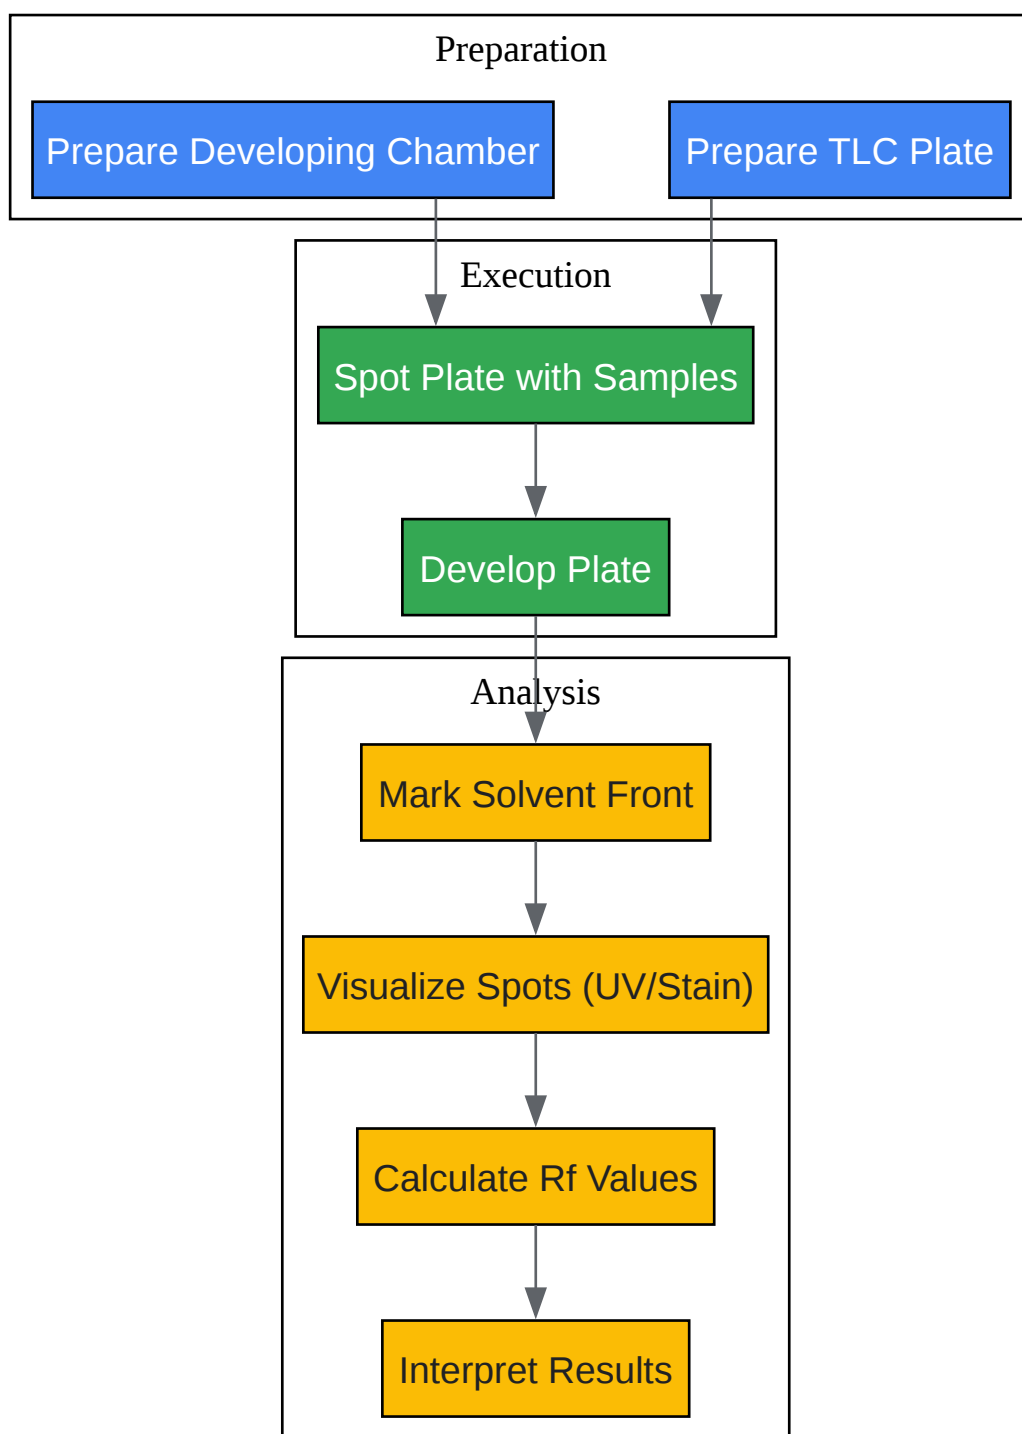 Preparation
Prepare Developing Chamber
Prepare TLC Plate
Execution
Spot Plate with Samples
Develop Plate
Analysis
Mark Solvent Front
Visualize Spots (UV/Stain)
Calculate Rf Values
Interpret Results